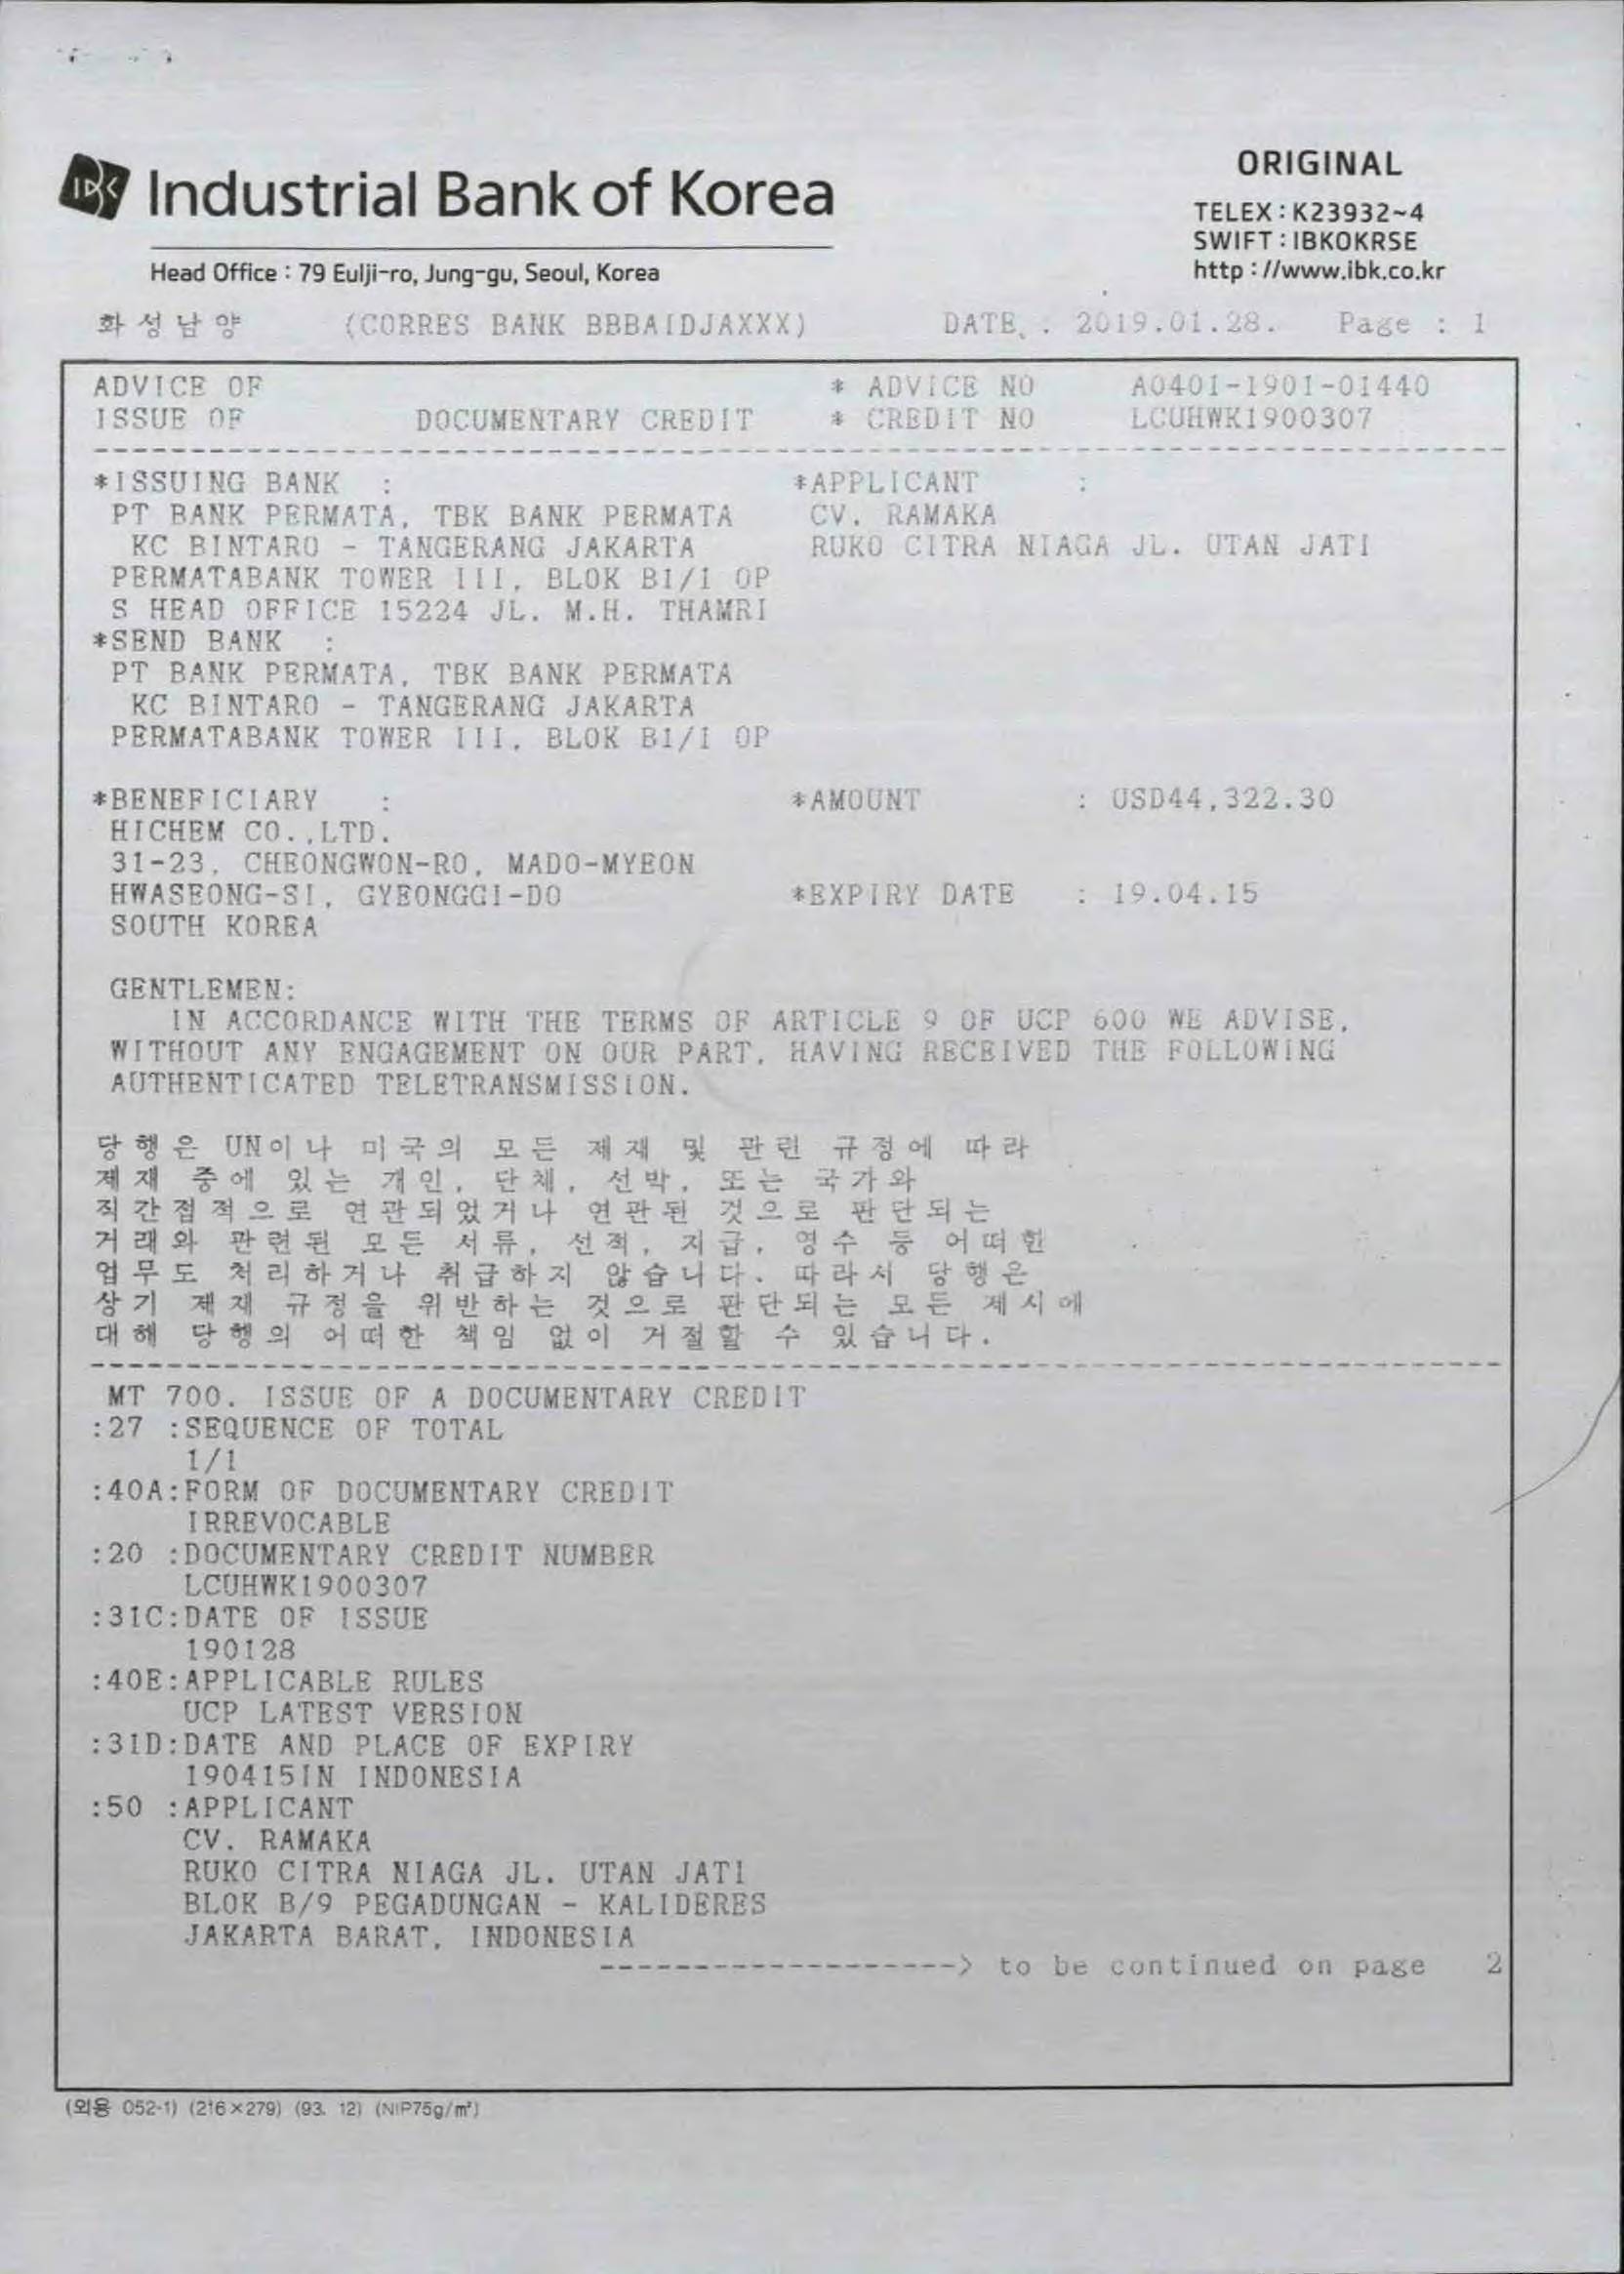 IBK Industrial Bank of Korea
ORIGINAL
TELEX : K23932~4
SWIFT : IBKOKRSE
http : //www.ibk.co.kr
Head Office : 79 Eulji-ro, Jung-gu, Seoul, Korea
화성남양 (CORRES BANK BBBAIDJAXXX) DATE. : 2019.01.28. Page : 1
ADVICE OF * ADVICE NO A0401-1901-01440
ISSUE OF DOCUMENTARY CREDIT * CREDIT NO LCUHWK1900307
*ISSUING BANK : *APPLICANT :
PT BANK PERMATA, TBK BANK PERMATA CV. RAMAKA
KC BINTARO - TANGERANG JAKARTA RUKO CITRA NIAGA JL. UTAN JATI
PERMATABANK TOWER III, BLOK B1/1 OP
S HEAD OFFICE 15224 JL. M.H. THAMRI
*SEND BANK :
PT BANK PERMATA, TBK BANK PERMATA
KC BINTARO - TANGERANG JAKARTA
PERMATABANK TOWER III, BLOK B1/1 OP
*BENEFICIARY : *AMOUNT : USD44,322.30
HICHEM CO.,LTD.
31-23, CHEONGWON-RO, MADO-MYEON
HWASEONG-SI, GYEONGGI-DO *EXPIRY DATE : 19.04.15
SOUTH KOREA
GENTLEMEN:
IN ACCORDANCE WITH THE TERMS OF ARTICLE 9 OF UCP 600 WE ADVISE,
WITHOUT ANY ENGAGEMENT ON OUR PART, HAVING RECEIVED THE FOLLOWING
AUTHENTICATED TELETRANSMISSION.
당행은 UN이나 미국의 모든 제재 및 관련 규정에 따라
제재 중에 있는 개인, 단체, 선박, 또는 국가와
직간접적으로 연관되었거나 연관된 것으로 판단되는
거래와 관련된 모든 서류, 선적, 지급, 영수 등 어떠한
업무도 처리하거나 취급하지 않습니다. 따라서 당행은
상기 제재 규정을 위반하는 것으로 판단되는 모든 제시에
대해 당행의 어떠한 책임 없이 거절할 수 있습니다.
MT 700. ISSUE OF A DOCUMENTARY CREDIT
:27 :SEQUENCE OF TOTAL
1/1
:40A:FORM OF DOCUMENTARY CREDIT
IRREVOCABLE
:20 :DOCUMENTARY CREDIT NUMBER
LCUHWK1900307
:31C:DATE OF ISSUE
190128
:40E:APPLICABLE RULES
UCP LATEST VERSION
:31D:DATE AND PLACE OF EXPIRY
190415IN INDONESIA
:50 :APPLICANT
CV. RAMAKA
RUKO CITRA NIAGA JL. UTAN JATI
BLOK B/9 PEGADUNGAN - KALIDERES
JAKARTA BARAT, INDONESIA
-------------------> to be continued on page 2
(외용 052-1) (216×279) (93. 12) (NIP75g/m²)